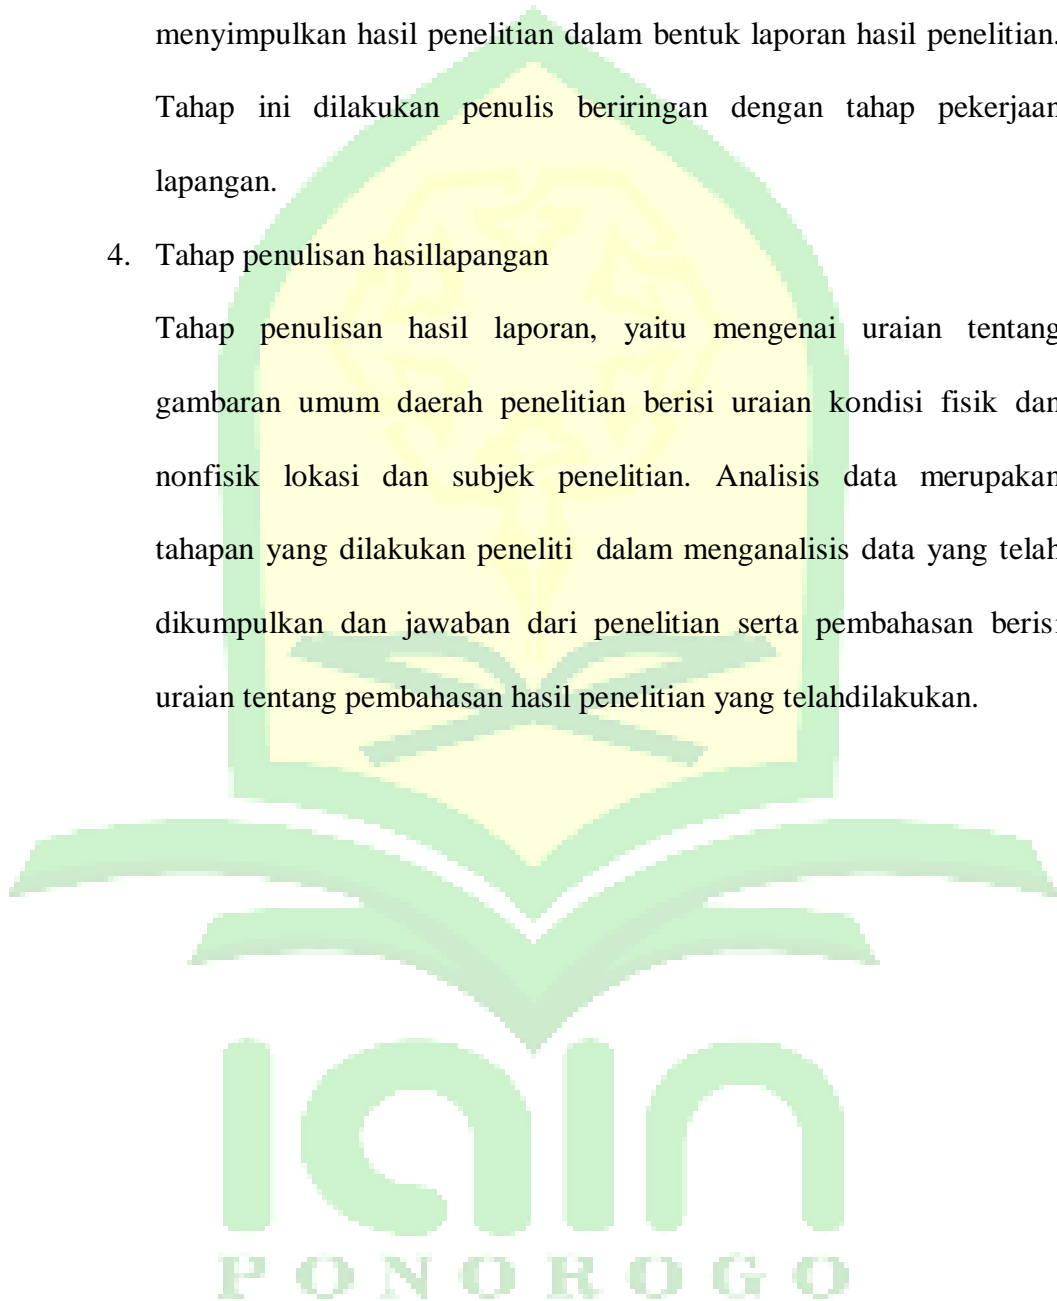 menyimpulkan hasil penelitian dalam bentuk laporan hasil penelitian.
Tahap ini dilakukan penulis beriringan dengan tahap pekerjaan
lapangan.
4. Tahap penulisan hasillapangan
Tahap penulisan hasil laporan, yaitu mengenai uraian tentang
gambaran umum daerah penelitian berisi uraian kondisi fisik dan
nonfisik lokasi dan subjek penelitian. Analisis data merupakan
tahapan yang dilakukan peneliti dalam menganalisis data yang telah
dikumpulkan dan jawaban dari penelitian serta pembahasan berisi
uraian tentang pembahasan hasil penelitian yang telahdilakukan.
iain
PONOROGO